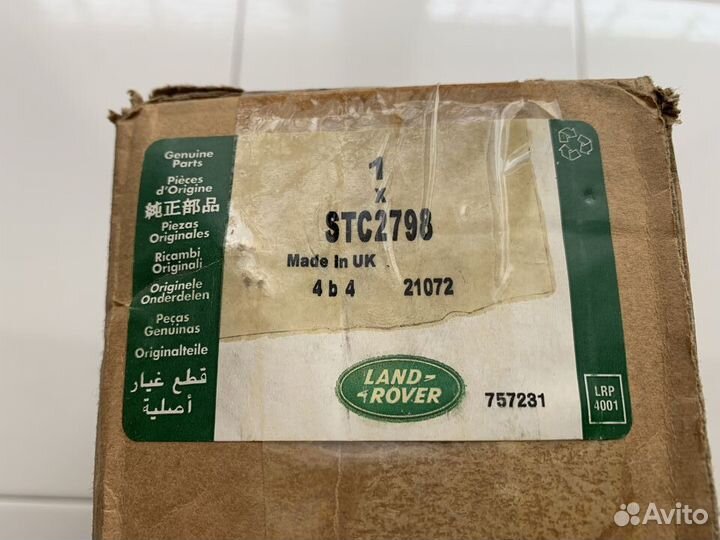 Genuine
Parts
Pièces
d'Origine
純正部品
Piezas
Originales
Ricambi
Originali
Originele
Onderdelen
Peças
Genuinas
Originalteile
قطع غيار
أصلية
1
x
STC2798
Made in UK
4 b 4 21072
LAND-
ROVER
757231
LRP
4001
Avito